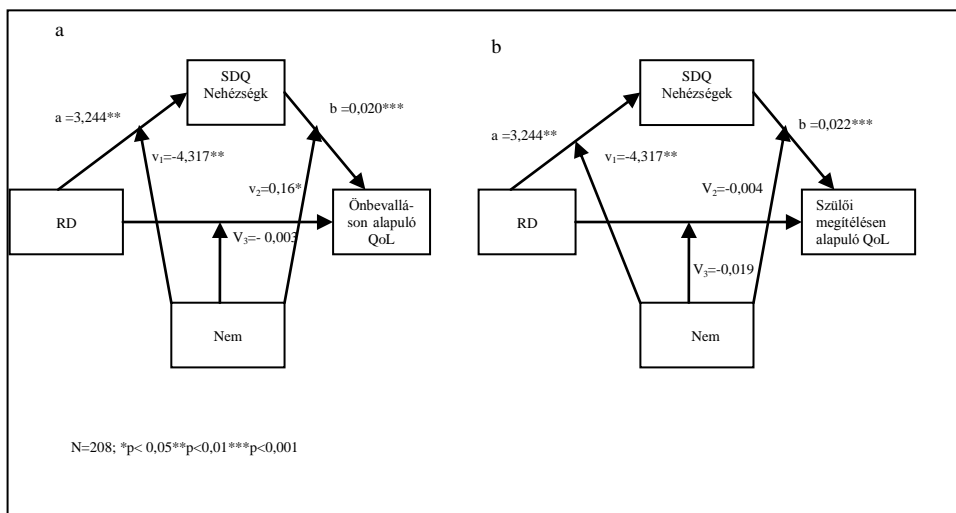 a
SDQ
Nehézségk
a =3,244**
b =0,020***
v₁=-4,317**
v₂=0,16*
RD
Önbevallá-
son alapuló
QoL
V₃=- 0,003
Nem
b
SDQ
Nehézségek
a =3,244**
b =0,022***
v₁=-4,317**
V₂=-0,004
RD
Szülői
megítélésen
alapuló QoL
V₃=-0,019
Nem
N=208; *p< 0,05**p<0,01***p<0,001